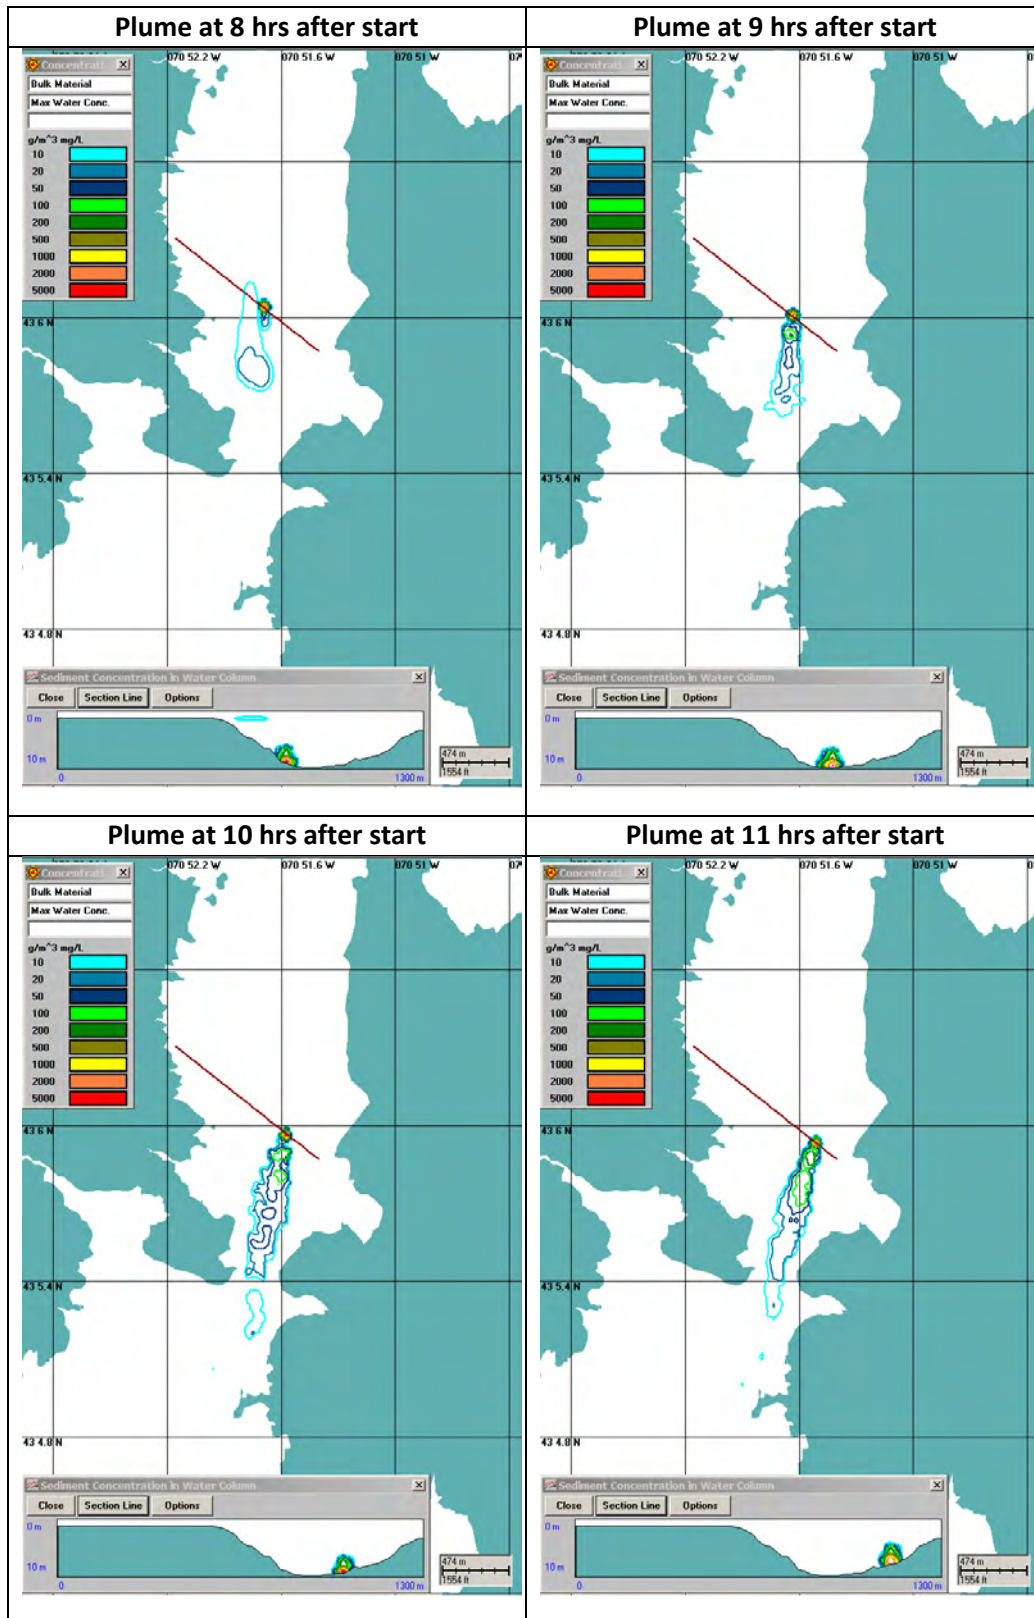 Plume at 8 hrs after start
070 52.2 W 070 51.6 W 070 51 W
Bulk Material
Max Water Conc.
g/m^3 mg/L
10
20
50
100
200
500
1000
2000
5000
43 6 N
43 5.4 N
43 4.8 N
Sediment Concentration in Water Column
Close Section Line Options
0 m
10 m
0 1300 m
474 m
1554 ft
Plume at 9 hrs after start
070 52.2 W 070 51.6 W 070 51 W
Bulk Material
Max Water Conc.
g/m^3 mg/L
10
20
50
100
200
500
1000
2000
5000
43 6 N
43 5.4 N
43 4.8 N
Sediment Concentration in Water Column
Close Section Line Options
0 m
10 m
0 1300 m
474 m
1554 ft
Plume at 10 hrs after start
070 52.2 W 070 51.6 W 070 51 W
Bulk Material
Max Water Conc.
g/m^3 mg/L
10
20
50
100
200
500
1000
2000
5000
43 6 N
43 5.4 N
43 4.8 N
Sediment Concentration in Water Column
Close Section Line Options
0 m
10 m
0 1300 m
474 m
1554 ft
Plume at 11 hrs after start
070 52.2 W 070 51.6 W 070 51 W
Bulk Material
Max Water Conc.
g/m^3 mg/L
10
20
50
100
200
500
1000
2000
5000
43 6 N
43 5.4 N
43 4.8 N
Sediment Concentration in Water Column
Close Section Line Options
0 m
10 m
0 1300 m
474 m
1554 ft